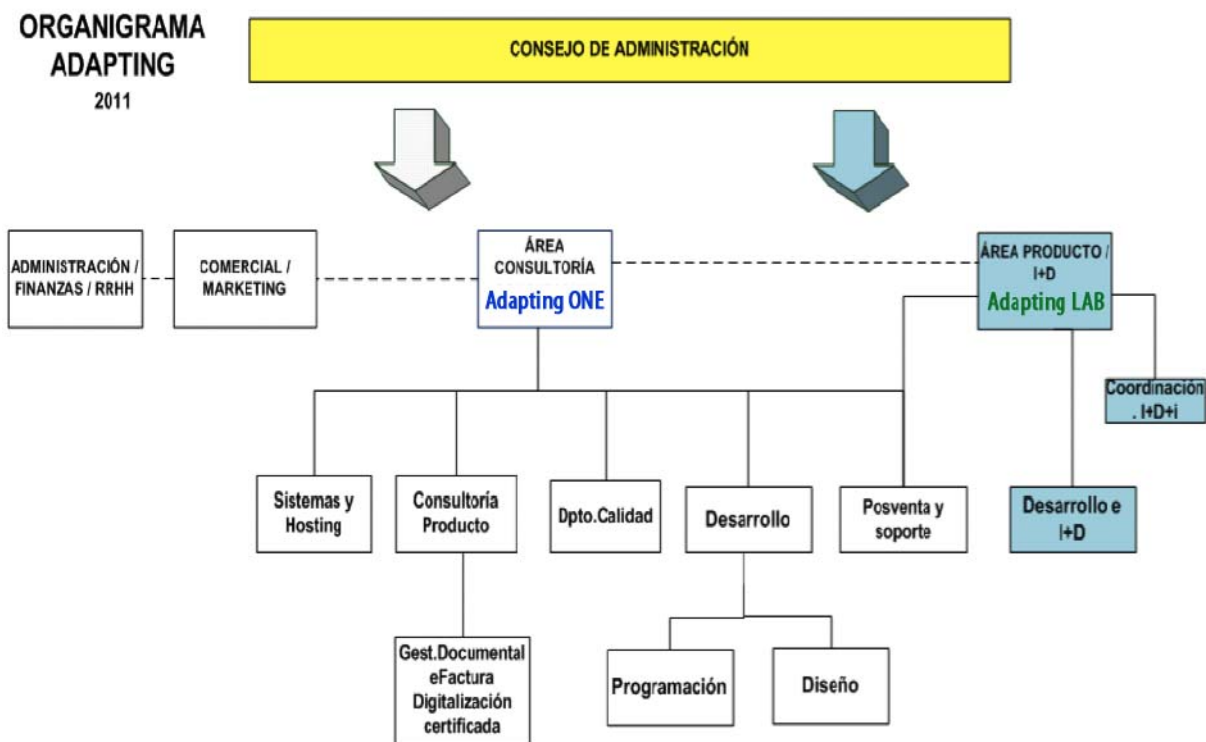 ORGANIGRAMA
ADAPTING
2011
CONSEJO DE ADMINISTRACIÓN
ADMINISTRACIÓN /
FINANZAS / RRHH
COMERCIAL /
MARKETING
ÁREA
CONSULTORÍA
Adapting ONE
ÁREA PRODUCTO /
I+D
Adapting LAB
Coordinación
. I+D+i
Sistemas y
Hosting
Consultoría
Producto
Dpto.Calidad
Desarrollo
Posventa y
soporte
Desarrollo e
I+D
Gest.Documental
eFactura
Digitalización
certificada
Programación
Diseño